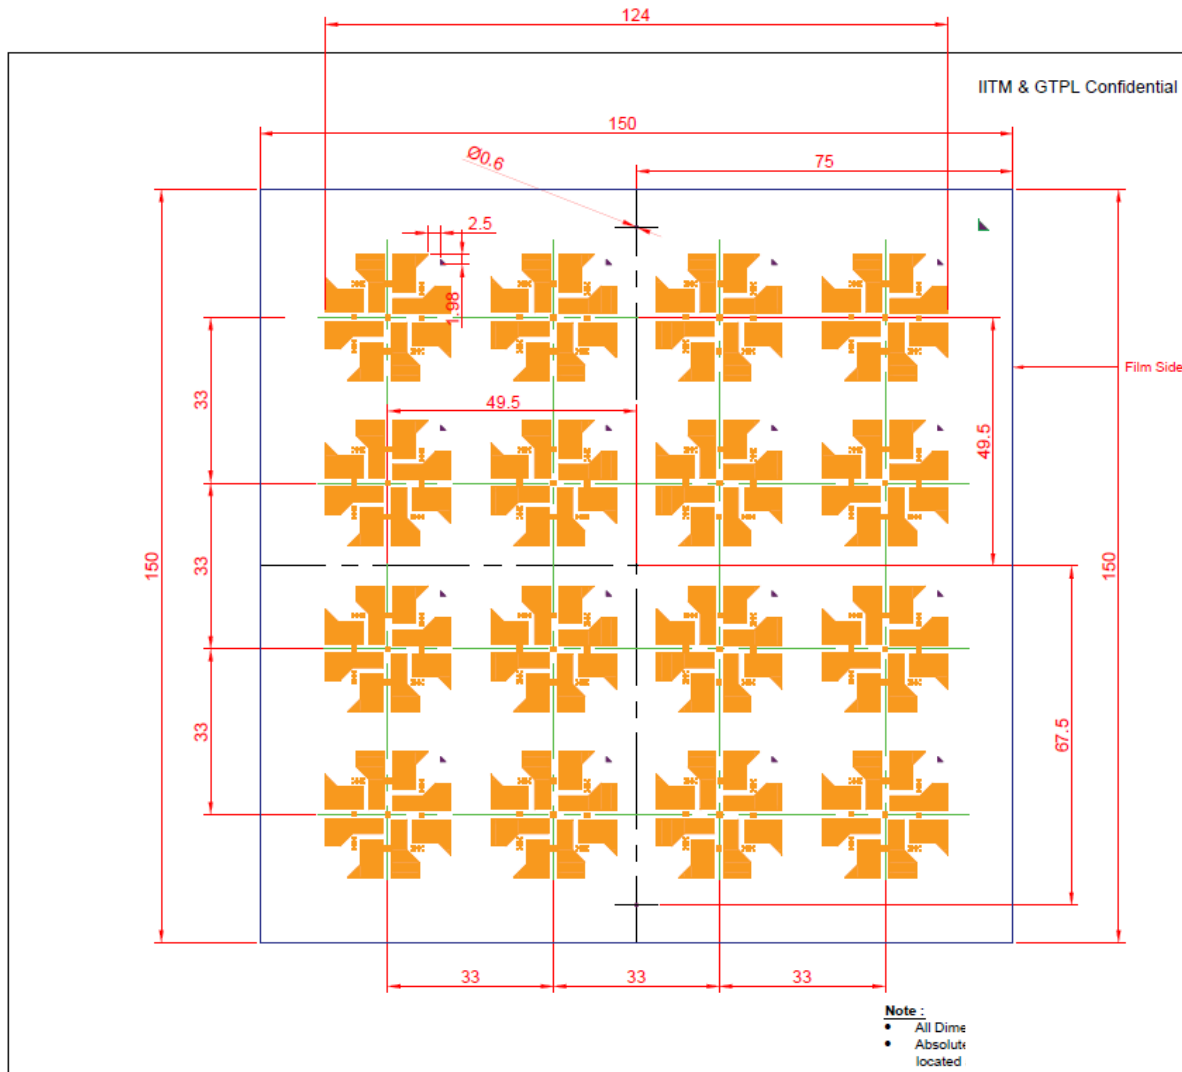 124
IITM & GTPL Confidential
150
Ø0.6
75
2.5
1.98
Film Side
33
49.5
49.5
150
33
150
67.5
33
33
33
33
Note :
• All Dime
• Absolute
located